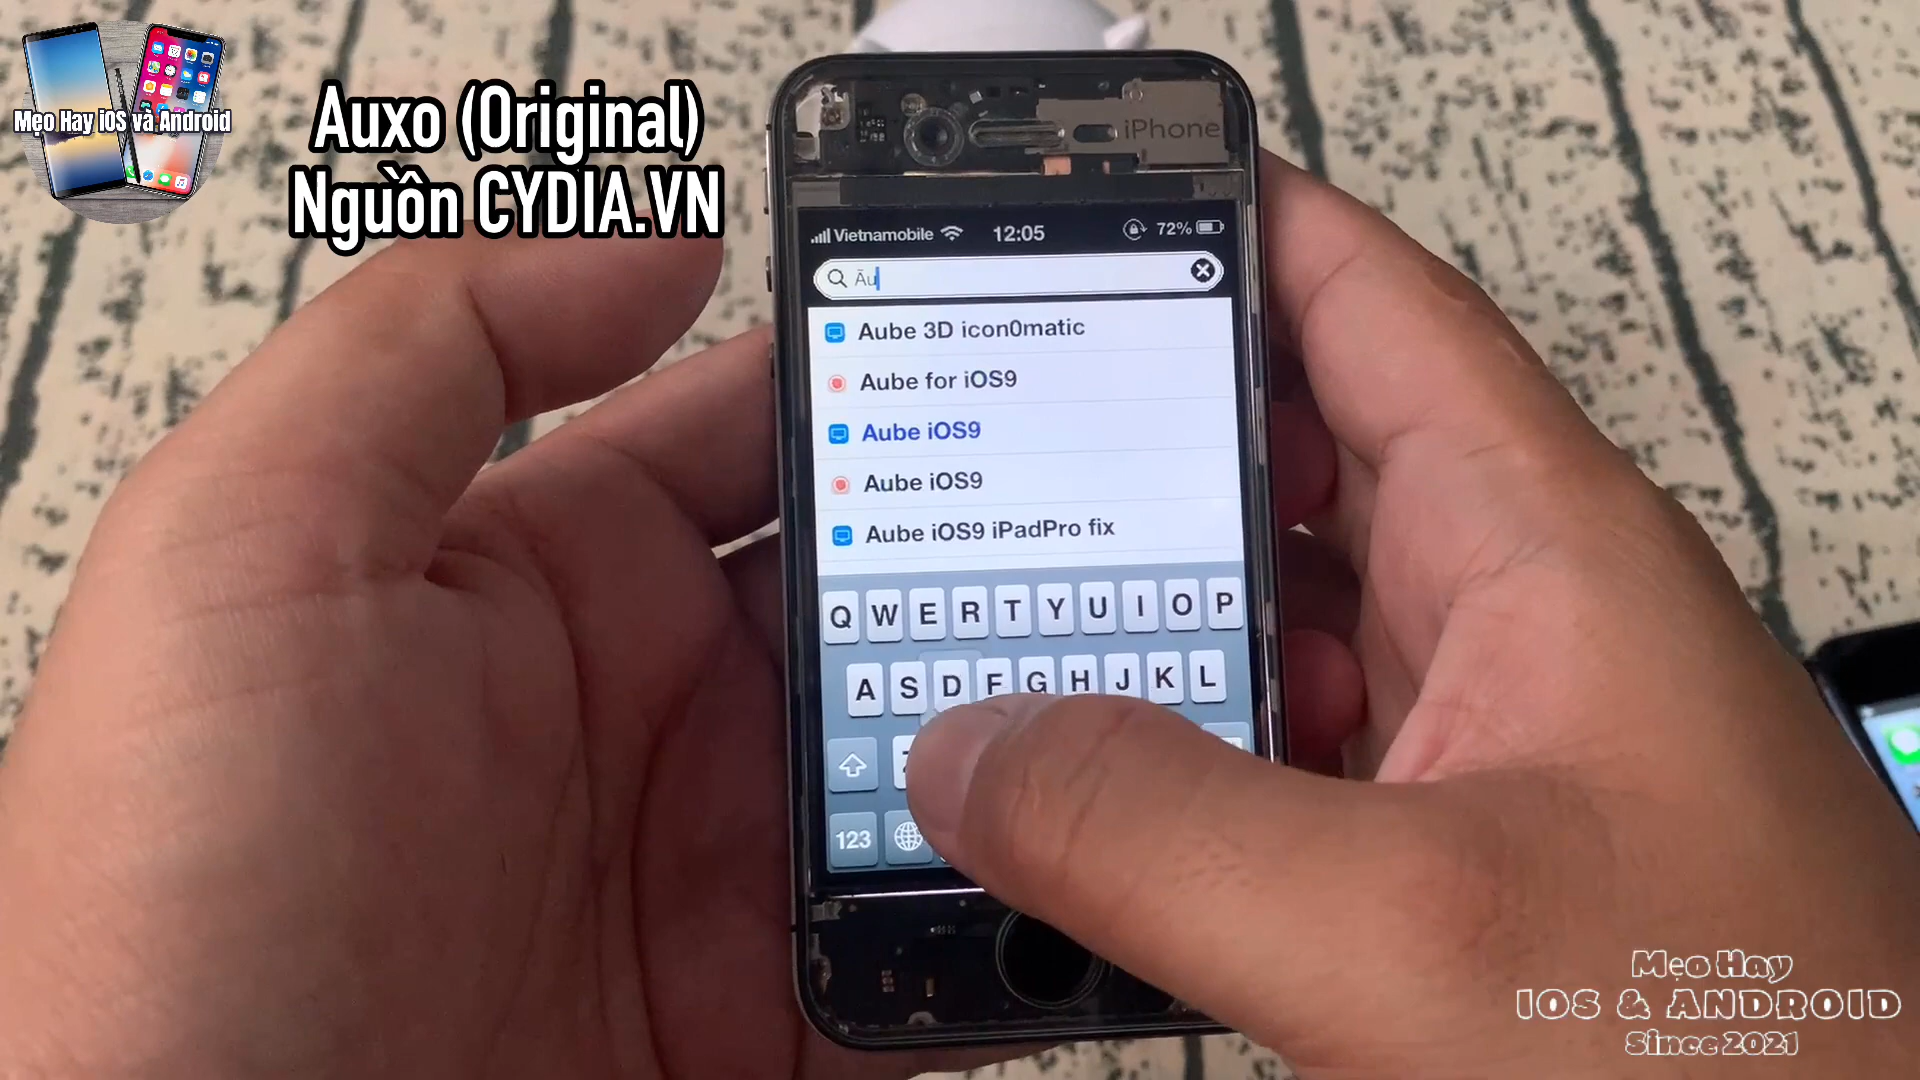 Mẹo Hay iOS và Android
Auxo (Original)
Nguồn CYDIA.VN
iPhone
Vietnamobile 12:05 72%
Ãu
Aube 3D icon0matic
Aube for iOS9
Aube iOS9
Aube iOS9
Aube iOS9 iPadPro fix
Q W E R T Y U I O P
A S D F G H J K L
123
Mẹo Hay
IOS & ANDROID
Since 2021